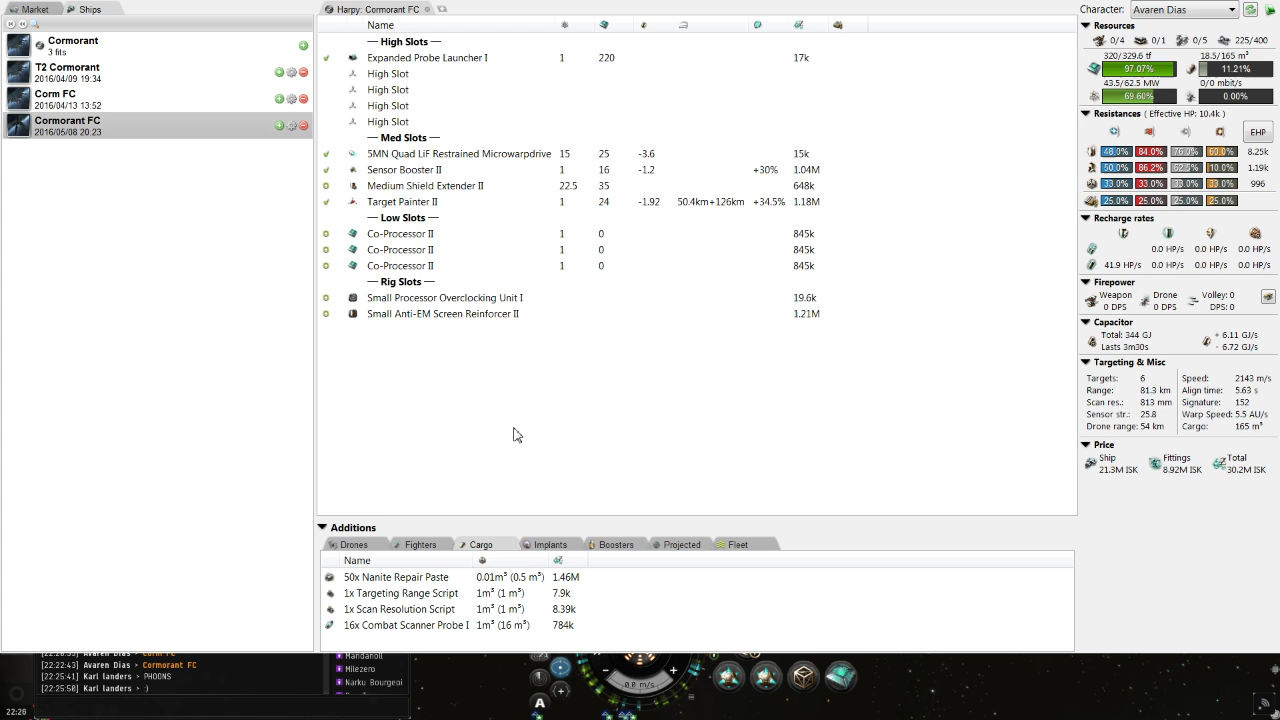 Market Ships
Cormorant
3 fits
T2 Cormorant
2016/04/09 19:34
Corm FC
2016/04/13 13:52
Cormorant FC
2016/05/08 20:23
Harpy: Cormorant FC
Name
— High Slots —
Expanded Probe Launcher I 1 220 17k
High Slot
High Slot
High Slot
High Slot
— Med Slots —
5MN Quad LiF Restrained Microwarpdrive 15 25 -3.6 15k
Sensor Booster II 1 16 -1.2 +30% 1.04M
Medium Shield Extender II 22.5 35 648k
Target Painter II 1 24 -1.92 50.4km+126km +34.5% 1.18M
— Low Slots —
Co-Processor II 1 0 845k
Co-Processor II 1 0 845k
Co-Processor II 1 0 845k
— Rig Slots —
Small Processor Overclocking Unit I 19.6k
Small Anti-EM Screen Reinforcer II 1.21M
Additions
Drones Fighters Cargo Implants Boosters Projected Fleet
Name
50x Nanite Repair Paste 0.01m³ (0.5 m³) 1.46M
1x Targeting Range Script 1m³ (1 m³) 7.9k
1x Scan Resolution Script 1m³ (1 m³) 8.39k
16x Combat Scanner Probe I 1m³ (16 m³) 784k
Character: Avaren Dias
Resources
0/4 0/1 0/5 225/400
320/329.6 tf 18.5/165 m³
97.07% 11.21%
43.5/62.5 MW 0/0 mbit/s
69.60% 0.00%
Resistances ( Effective HP: 10.4k )
EHP
48.0% 84.0% 76.0% 60.0% 8.25k
50.0% 86.2% 62.5% 10.0% 1.19k
33.0% 33.0% 33.0% 33.0% 996
25.0% 25.0% 25.0% 25.0%
Recharge rates
0.0 HP/s 0.0 HP/s 0.0 HP/s
41.9 HP/s 0.0 HP/s 0.0 HP/s 0.0 HP/s
Firepower
Weapon Drone Volley: 0
0 DPS 0 DPS DPS: 0
Capacitor
Total: 344 GJ + 6.11 GJ/s
Lasts 3m30s - 6.72 GJ/s
Targeting & Misc
Targets: 6 Speed: 2143 m/s
Range: 81.3 km Align time: 5.63 s
Scan res.: 813 mm Signature: 152
Sensor str.: 25.8 Warp Speed: 5.5 AU/s
Drone range: 54 km Cargo: 165 m³
Price
Ship Fittings Total
21.3M ISK 8.92M ISK 30.2M ISK
[22:22:43] Avaren Dias > Cormorant FC
[22:25:41] Karl landers > PHOONS
[22:25:50] Karl landers > :)
Mandanoll
Milezero
Narku Bourgeoi
0.0 m/s
A
22:26